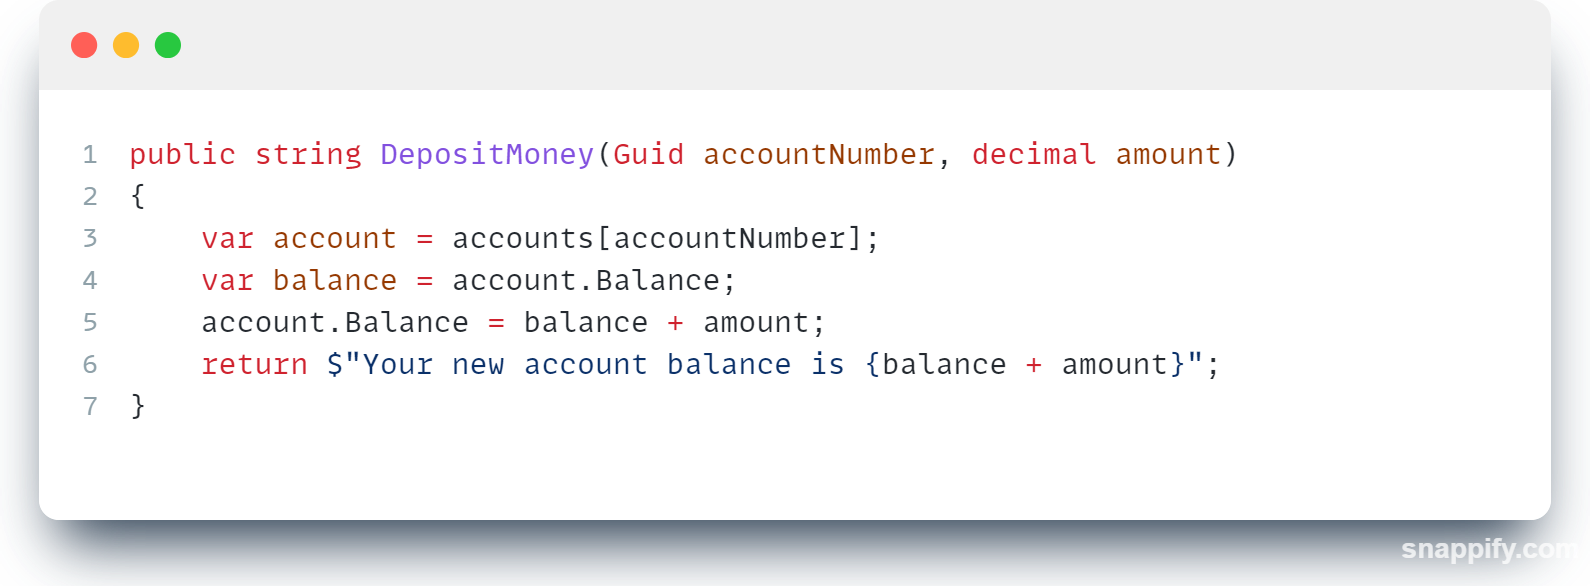 1 public string DepositMoney(Guid accountNumber, decimal amount)
2 {
3     var account = accounts[accountNumber];
4     var balance = account.Balance;
5     account.Balance = balance + amount;
6     return $"Your new account balance is {balance + amount}";
7 }
snappify.com